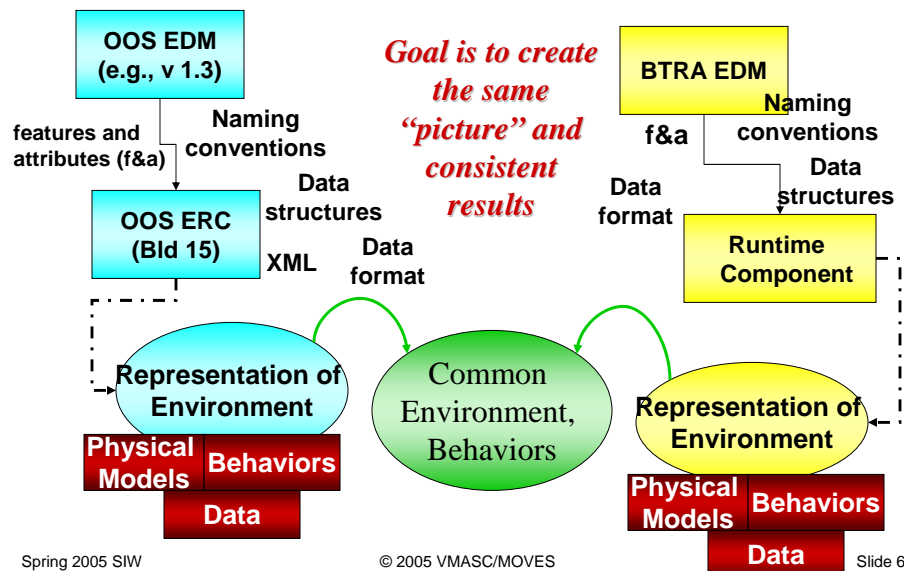 OOS EDM
(e.g., v 1.3)
features and
attributes (f&a)
Naming
conventions
OOS ERC
(Bld 15)
Data
structures
XML
Data
format
Goal is to create
the same
“picture” and
consistent
results
BTRA EDM
f&a
Naming
conventions
Data
format
Data
structures
Runtime
Component
Representation of
Environment
Physical
Models
Behaviors
Data
Common
Environment,
Behaviors
Representation of
Environment
Physical
Models
Behaviors
Data
Spring 2005 SIW
© 2005 VMASC/MOVES
Slide 6